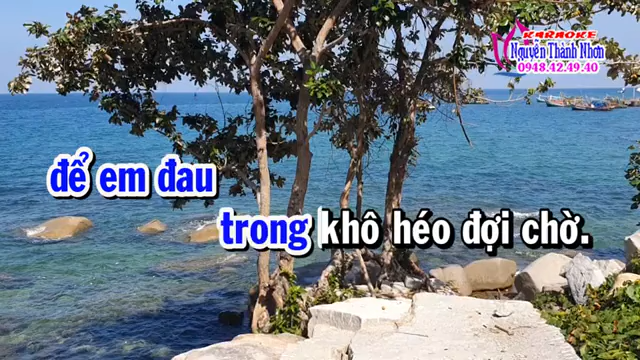 KARAOKE
Nguyễn Thành Nhơn
0948.42.49.40
để em đau
trong khô héo đợi chờ.